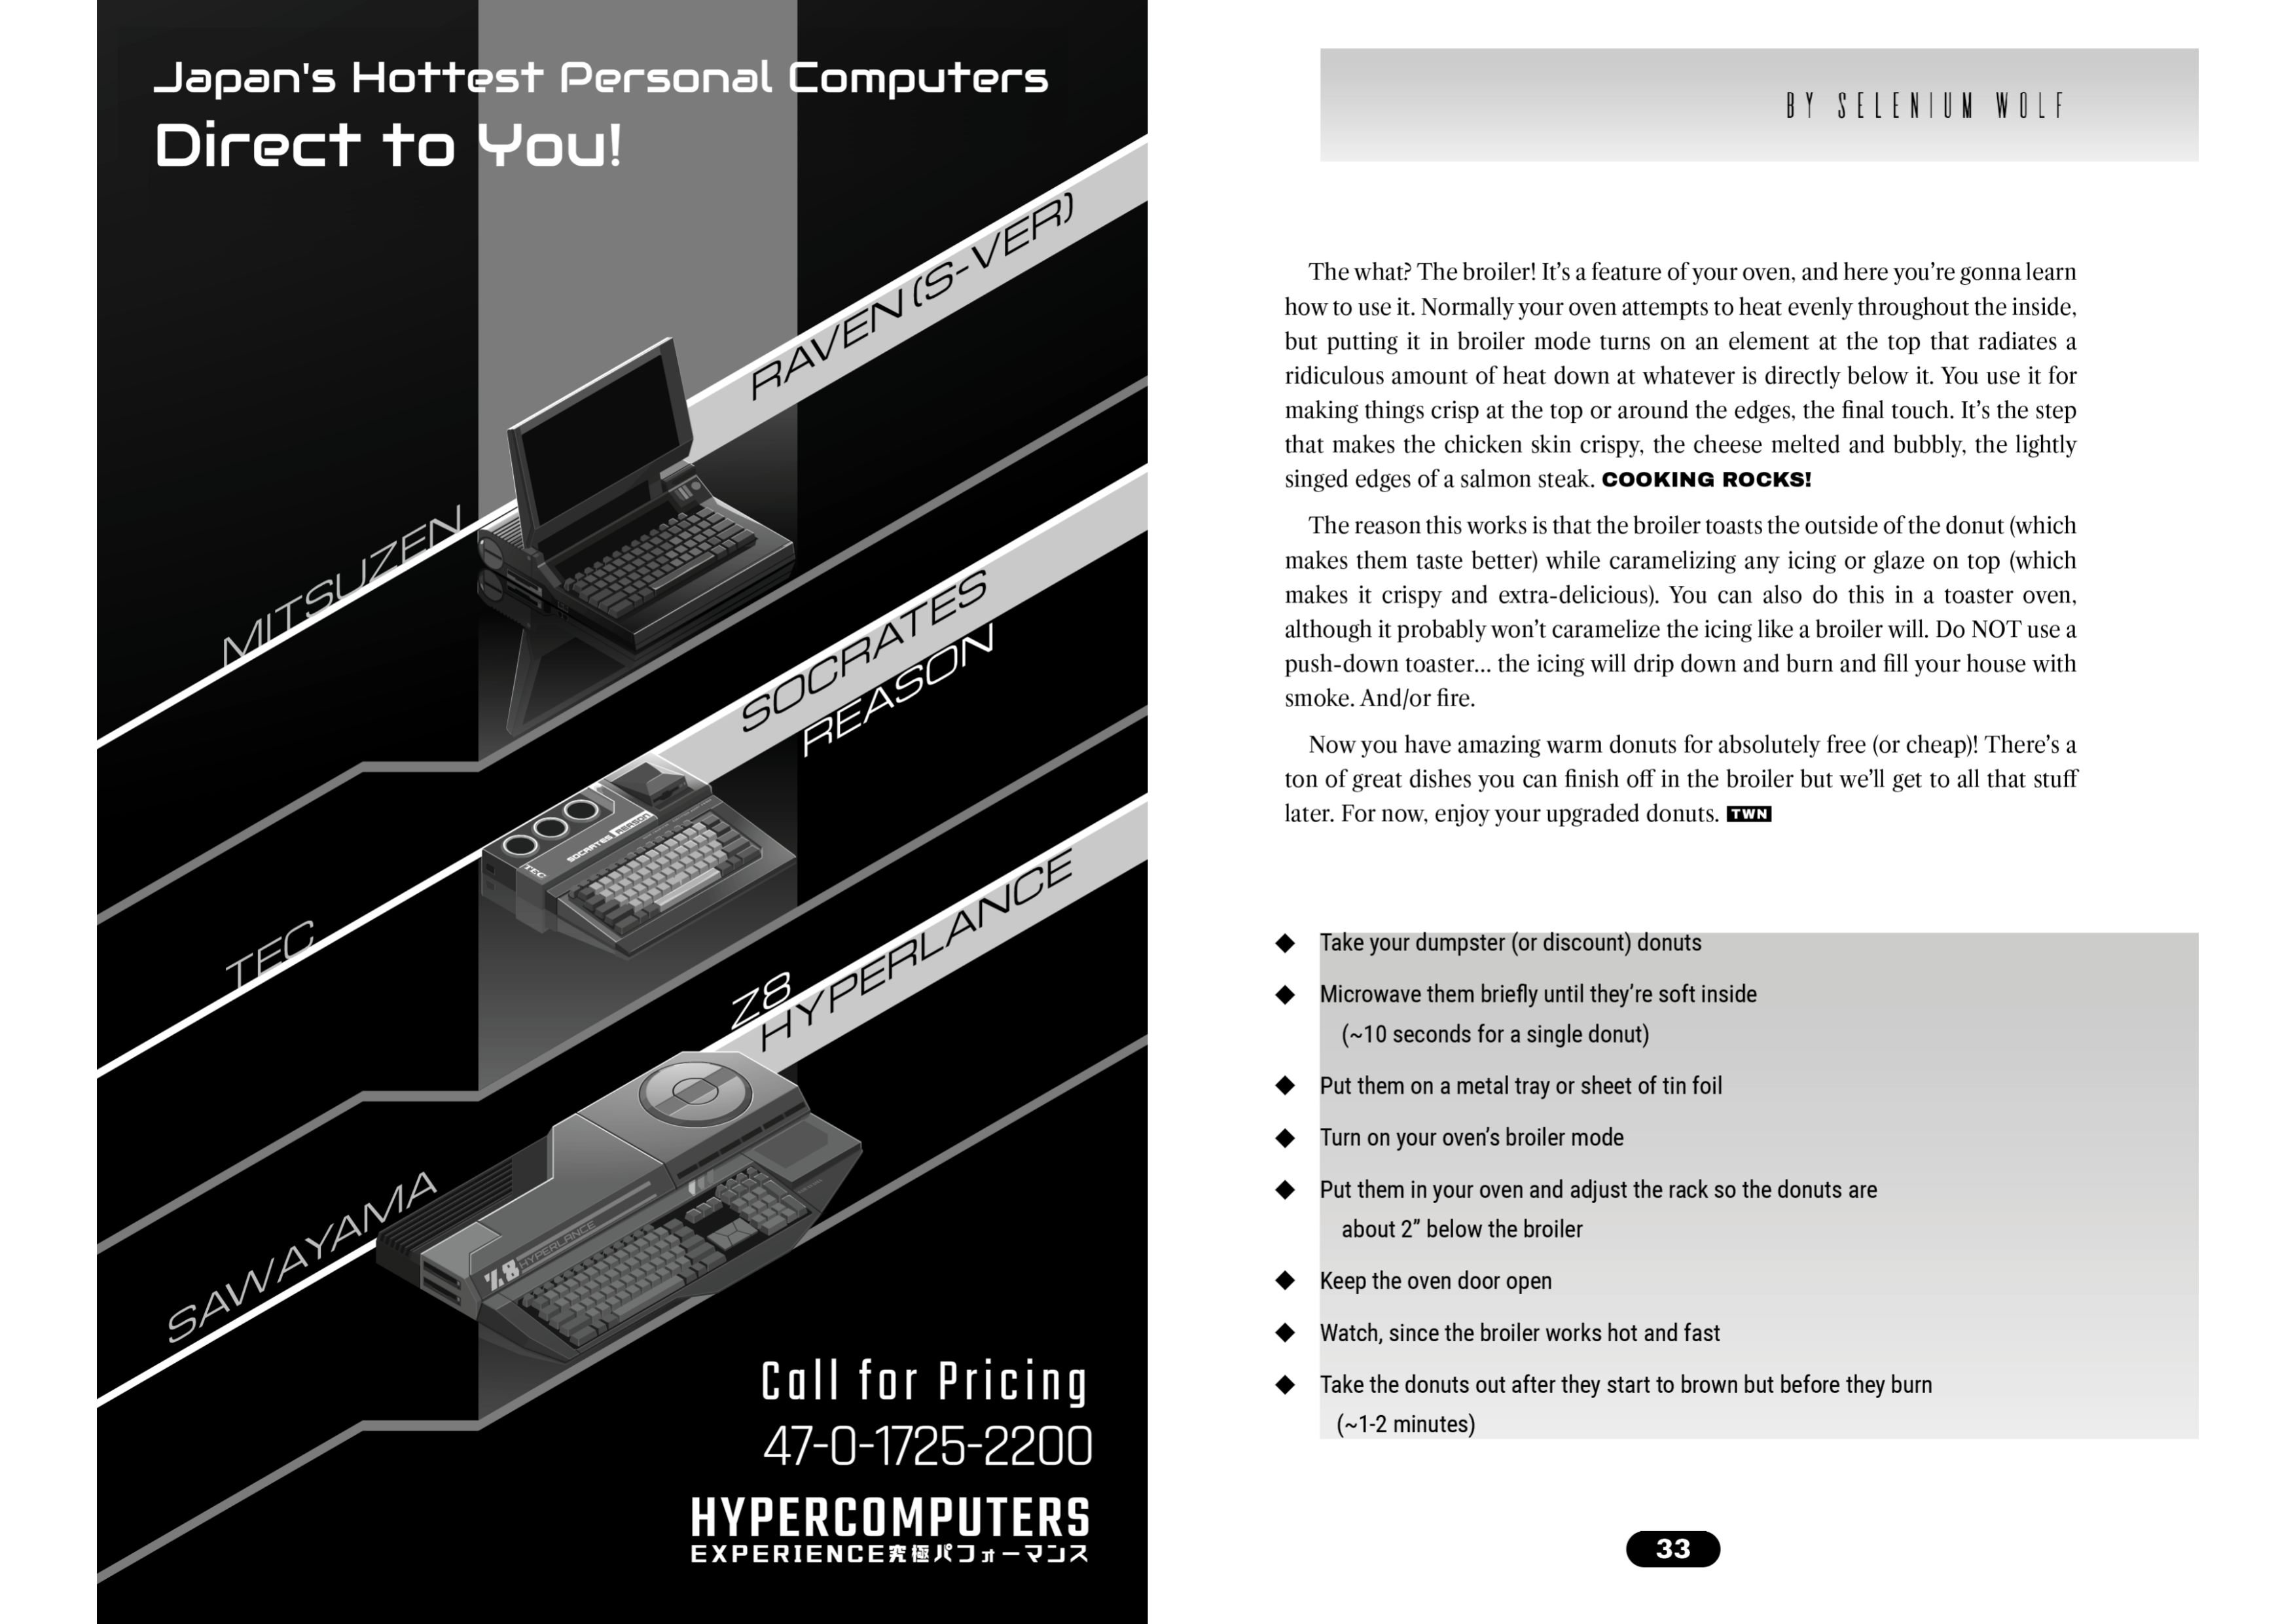 Japan's Hottest Personal Computers
Direct to You!
MITSUZEN
RAVEN (S-VER)
TEC
SOCRATES
REASON
TEC
SOCRATES REASON
SAWAYAMA
Z8
HYPERLANCE
Z8 HYPERLANCE
Call for Pricing
47-0-1725-2200
HYPERCOMPUTERS
EXPERIENCE究極パフォーマンス
BY SELENIUM WOLF
The what? The broiler! It’s a feature of your oven, and here you’re gonna learn
how to use it. Normally your oven attempts to heat evenly throughout the inside,
but putting it in broiler mode turns on an element at the top that radiates a
ridiculous amount of heat down at whatever is directly below it. You use it for
making things crisp at the top or around the edges, the final touch. It’s the step
that makes the chicken skin crispy, the cheese melted and bubbly, the lightly
singed edges of a salmon steak. COOKING ROCKS!
The reason this works is that the broiler toasts the outside of the donut (which
makes them taste better) while caramelizing any icing or glaze on top (which
makes it crispy and extra-delicious). You can also do this in a toaster oven,
although it probably won’t caramelize the icing like a broiler will. Do NOT use a
push-down toaster... the icing will drip down and burn and fill your house with
smoke. And/or fire.
Now you have amazing warm donuts for absolutely free (or cheap)! There’s a
ton of great dishes you can finish off in the broiler but we’ll get to all that stuff
later. For now, enjoy your upgraded donuts. TWN
◆ Take your dumpster (or discount) donuts
◆ Microwave them briefly until they’re soft inside
(~10 seconds for a single donut)
◆ Put them on a metal tray or sheet of tin foil
◆ Turn on your oven’s broiler mode
◆ Put them in your oven and adjust the rack so the donuts are
about 2” below the broiler
◆ Keep the oven door open
◆ Watch, since the broiler works hot and fast
◆ Take the donuts out after they start to brown but before they burn
(~1-2 minutes)
33